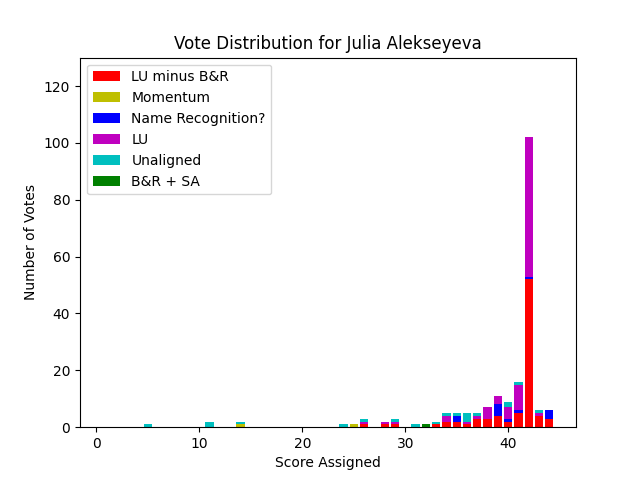 Vote Distribution for Julia Alekseyeva
LU minus B&R
Momentum
Name Recognition?
LU
Unaligned
B&R + SA
Number of Votes
120
100
80
60
40
20
0
0 10 20 30 40
Score Assigned